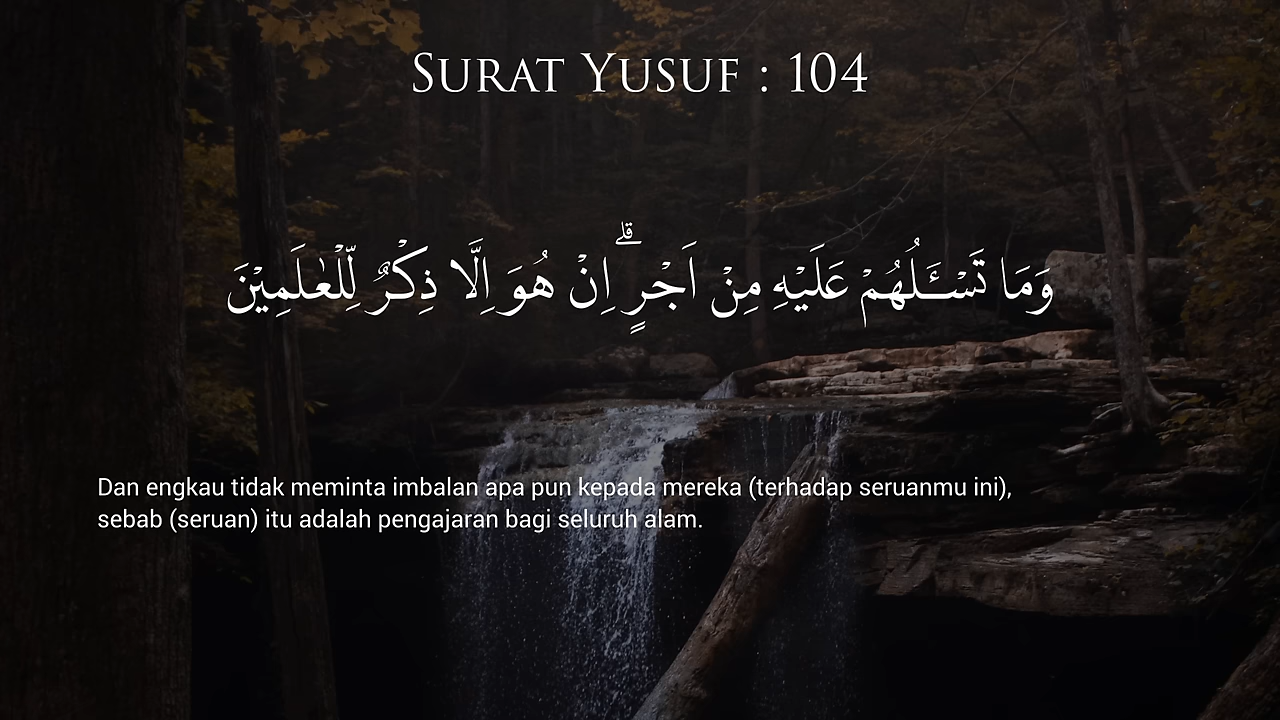 Surat Yusuf : 104
وَمَا تَسْـَٔلُهُمْ عَلَيْهِ مِنْ اَجْرٍۗ اِنْ هُوَ اِلَّا ذِكْرٌ لِّلْعٰلَمِيْنَ
Dan engkau tidak meminta imbalan apa pun kepada mereka (terhadap seruanmu ini),
sebab (seruan) itu adalah pengajaran bagi seluruh alam.